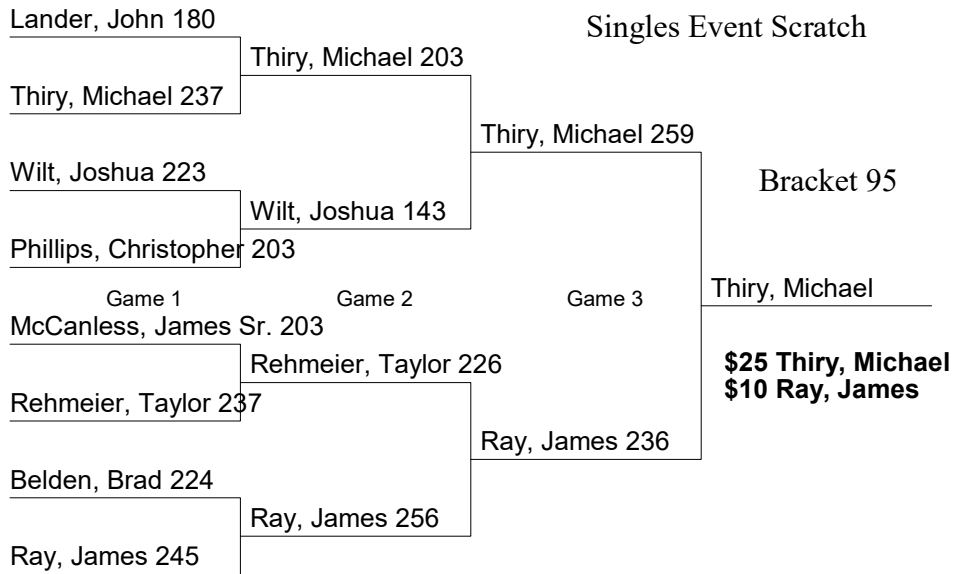 Lander, John 180
Singles Event Scratch
Thiry, Michael 203
Thiry, Michael 237
Thiry, Michael 259
Wilt, Joshua 223
Bracket 95
Wilt, Joshua 143
Phillips, Christopher 203
Game 1
Game 2
Game 3
Thiry, Michael
McCanless, James Sr. 203
Rehmeier, Taylor 226
$25 Thiry, Michael
$10 Ray, James
Rehmeier, Taylor 237
Ray, James 236
Belden, Brad 224
Ray, James 256
Ray, James 245